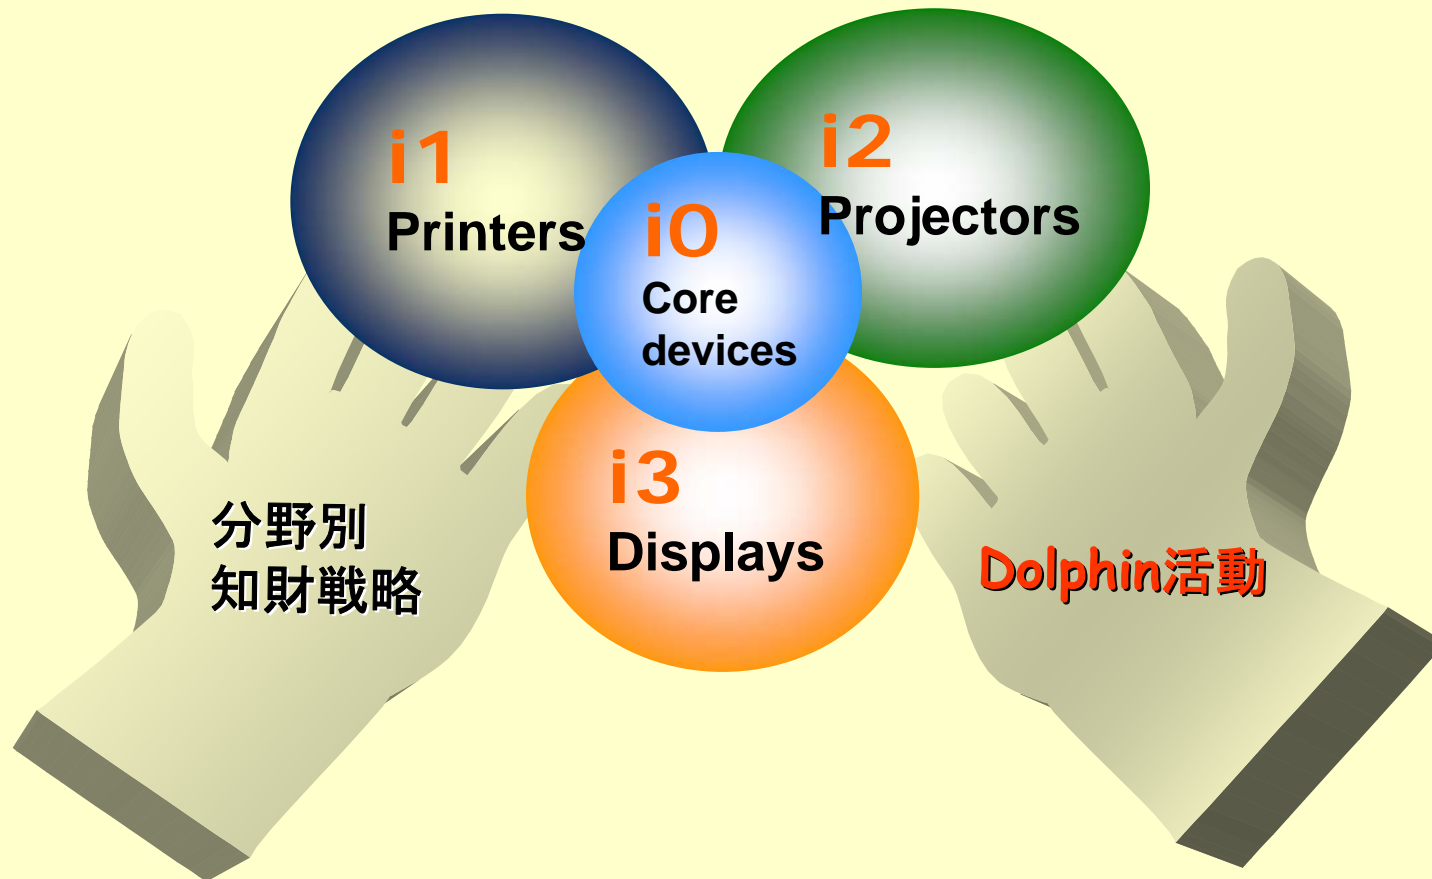 i1
Printers
i2
Projectors
i0
Core
devices
i3
Displays
分野別
知財戦略
Dolphin活動